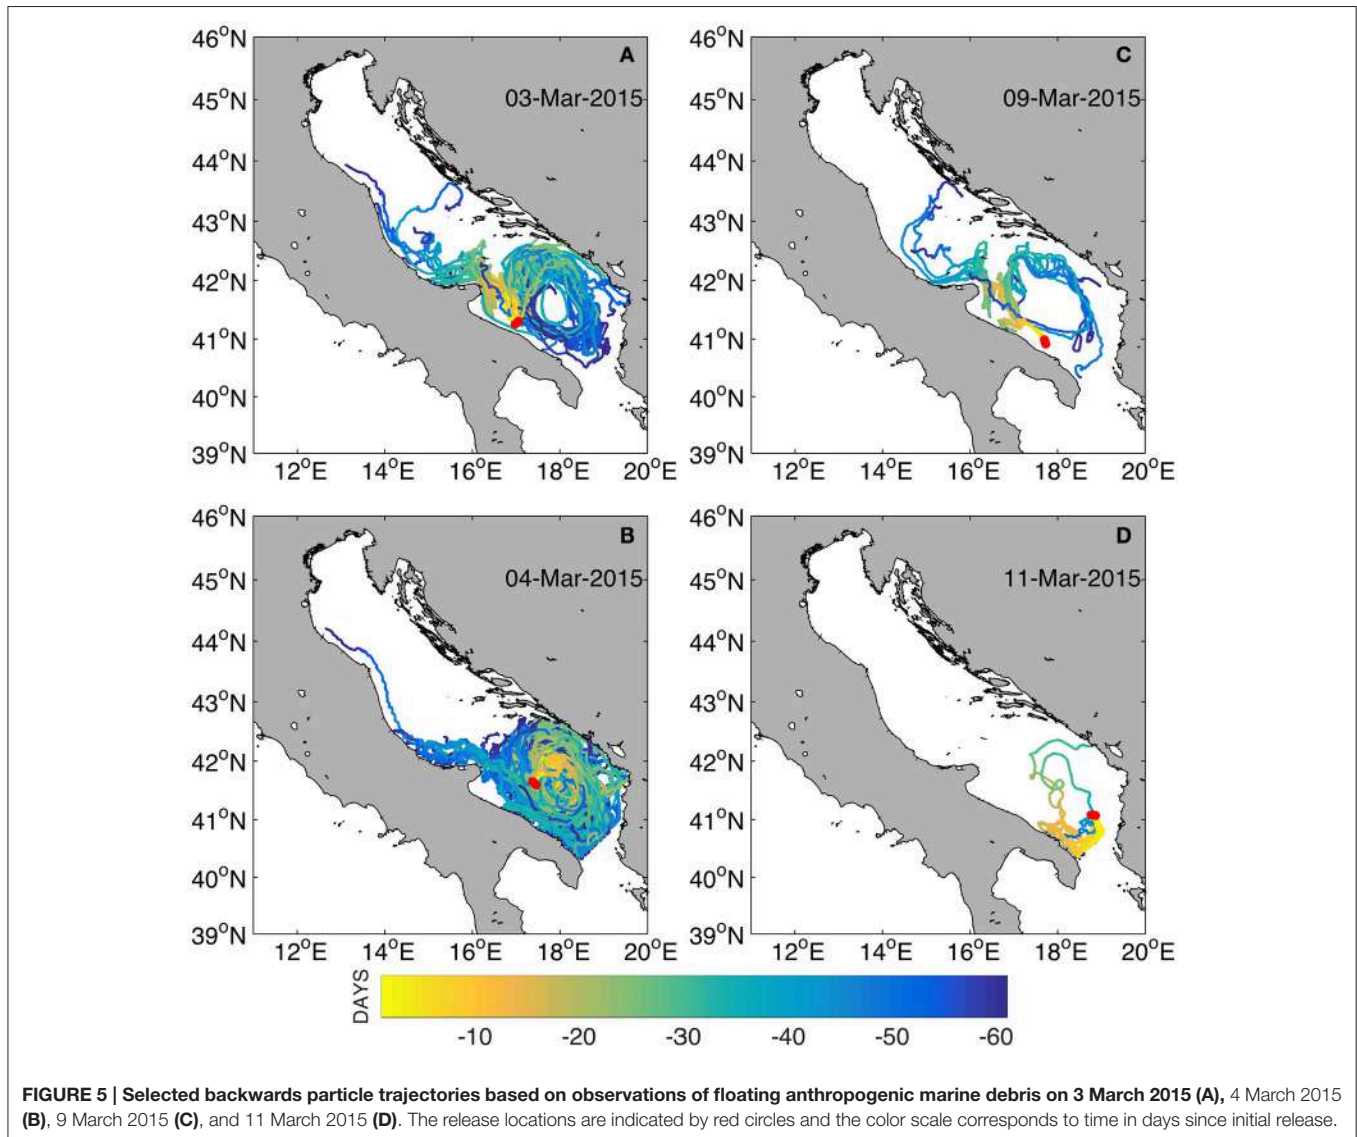 46°N
45°N
44°N
43°N
42°N
41°N
40°N
39°N
12°E 14°E 16°E 18°E 20°E
A
03-Mar-2015
46°N
45°N
44°N
43°N
42°N
41°N
40°N
39°N
12°E 14°E 16°E 18°E 20°E
C
09-Mar-2015
46°N
45°N
44°N
43°N
42°N
41°N
40°N
39°N
12°E 14°E 16°E 18°E 20°E
B
04-Mar-2015
46°N
45°N
44°N
43°N
42°N
41°N
40°N
39°N
12°E 14°E 16°E 18°E 20°E
D
11-Mar-2015
DAYS
-10 -20 -30 -40 -50 -60
FIGURE 5 | Selected backwards particle trajectories based on observations of floating anthropogenic marine debris on 3 March 2015 (A), 4 March 2015
(B), 9 March 2015 (C), and 11 March 2015 (D). The release locations are indicated by red circles and the color scale corresponds to time in days since initial release.